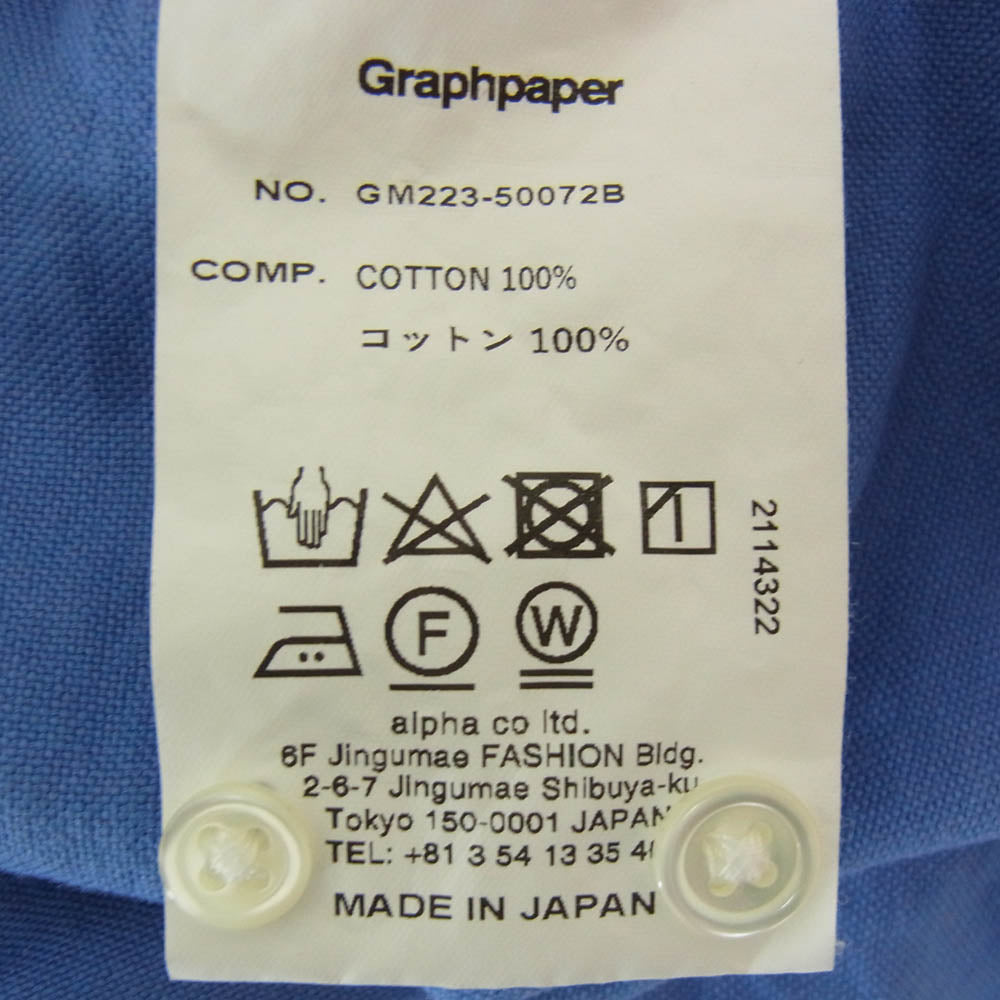 Graphpaper
NO. GM223-50072B
COMP. COTTON 100%
コットン 100%
2114322
F
W
alpha co ltd.
6F Jingumae FASHION Bldg.
2-6-7 Jingumae Shibuya-ku
Tokyo 150-0001 JAPAN
TEL: +81 3 54 13 35
MADE IN JAPAN